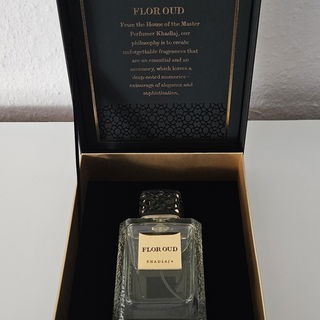 FLOR OUD
From the House of the Master
Perfumer Khadlaj, our
philosophy is to create
unforgettable fragrances that
are an essential and an
accessory, which leaves a
deep-noted memories -
entourage of elegance and
sophistication.
FLOR OUD
KHADLAJ